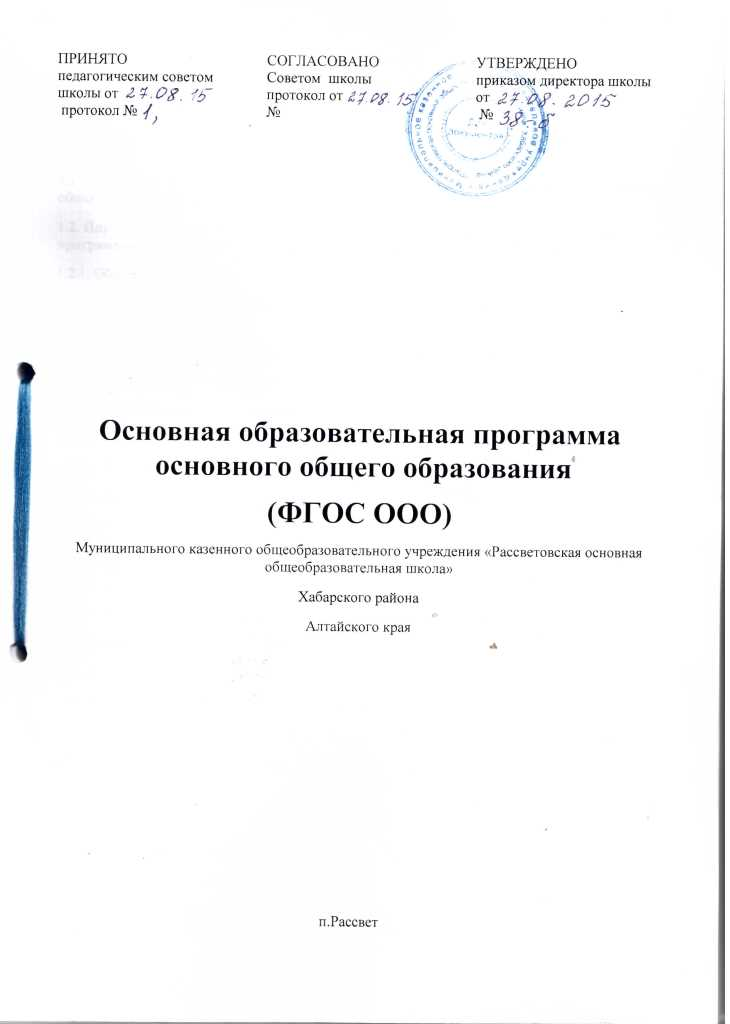 ПРИНЯТО
педагогическим советом
школы от 27.08.15
протокол № 1,
СОГЛАСОВАНО
Советом школы
протокол от 27.08.15
№
УТВЕРЖДЕНО
приказом директора школы
от 27.08.2015
№ 38-б
Основная образовательная программа
основного общего образования
(ФГОС ООО)
Муниципального казенного общеобразовательного учреждения «Рассветовская основная
общеобразовательная школа»
Хабарского района
Алтайского края
п.Рассвет